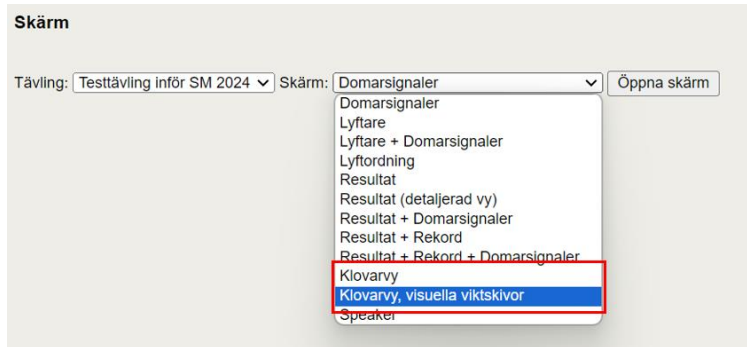 Skärm
Tävling: Testtävling inför SM 2024 Skärm: Domarsignaler Öppna skärm
Domarsignaler
Lyftare
Lyftare + Domarsignaler
Lyftordning
Resultat
Resultat (detaljerad vy)
Resultat + Domarsignaler
Resultat + Rekord
Resultat + Rekord + Domarsignaler
Klovarvy
Klovarvy, visuella viktskivor
Speaker